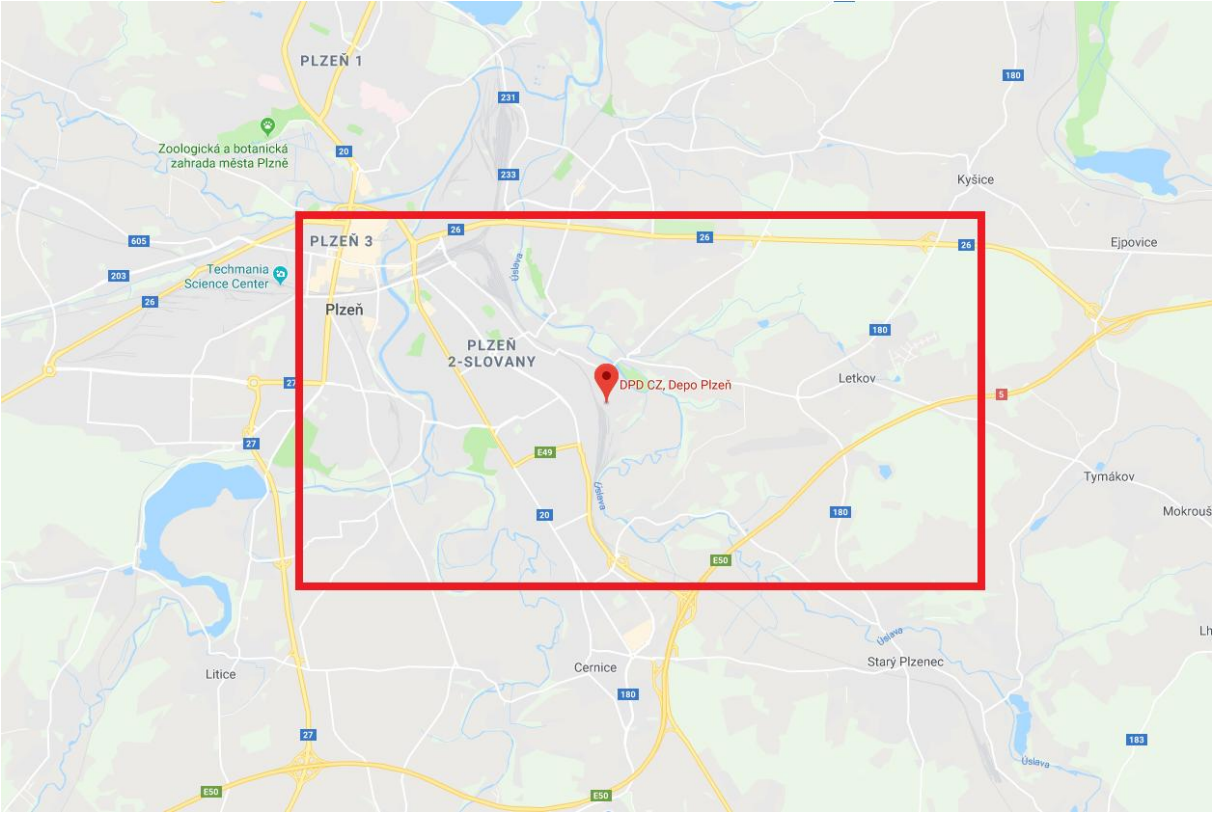 PLZEŇ 1
180
231
Zoologická a botanická
zahrada města Plzně
20
233
Kyšice
605
PLZEŇ 3
26
26
26
Ejpovice
203
Techmania
Science Center
Úslava
26
Plzeň
180
PLZEŇ
2-SLOVANY
27
DPD CZ, Depo Plzeň
Letkov
5
27
E49
Tymákov
Úslava
20
180
Mokrouš
E50
Úslava
Lh
Litice
Cernice
Starý Plzenec
180
27
183
Úslava
E50
E50